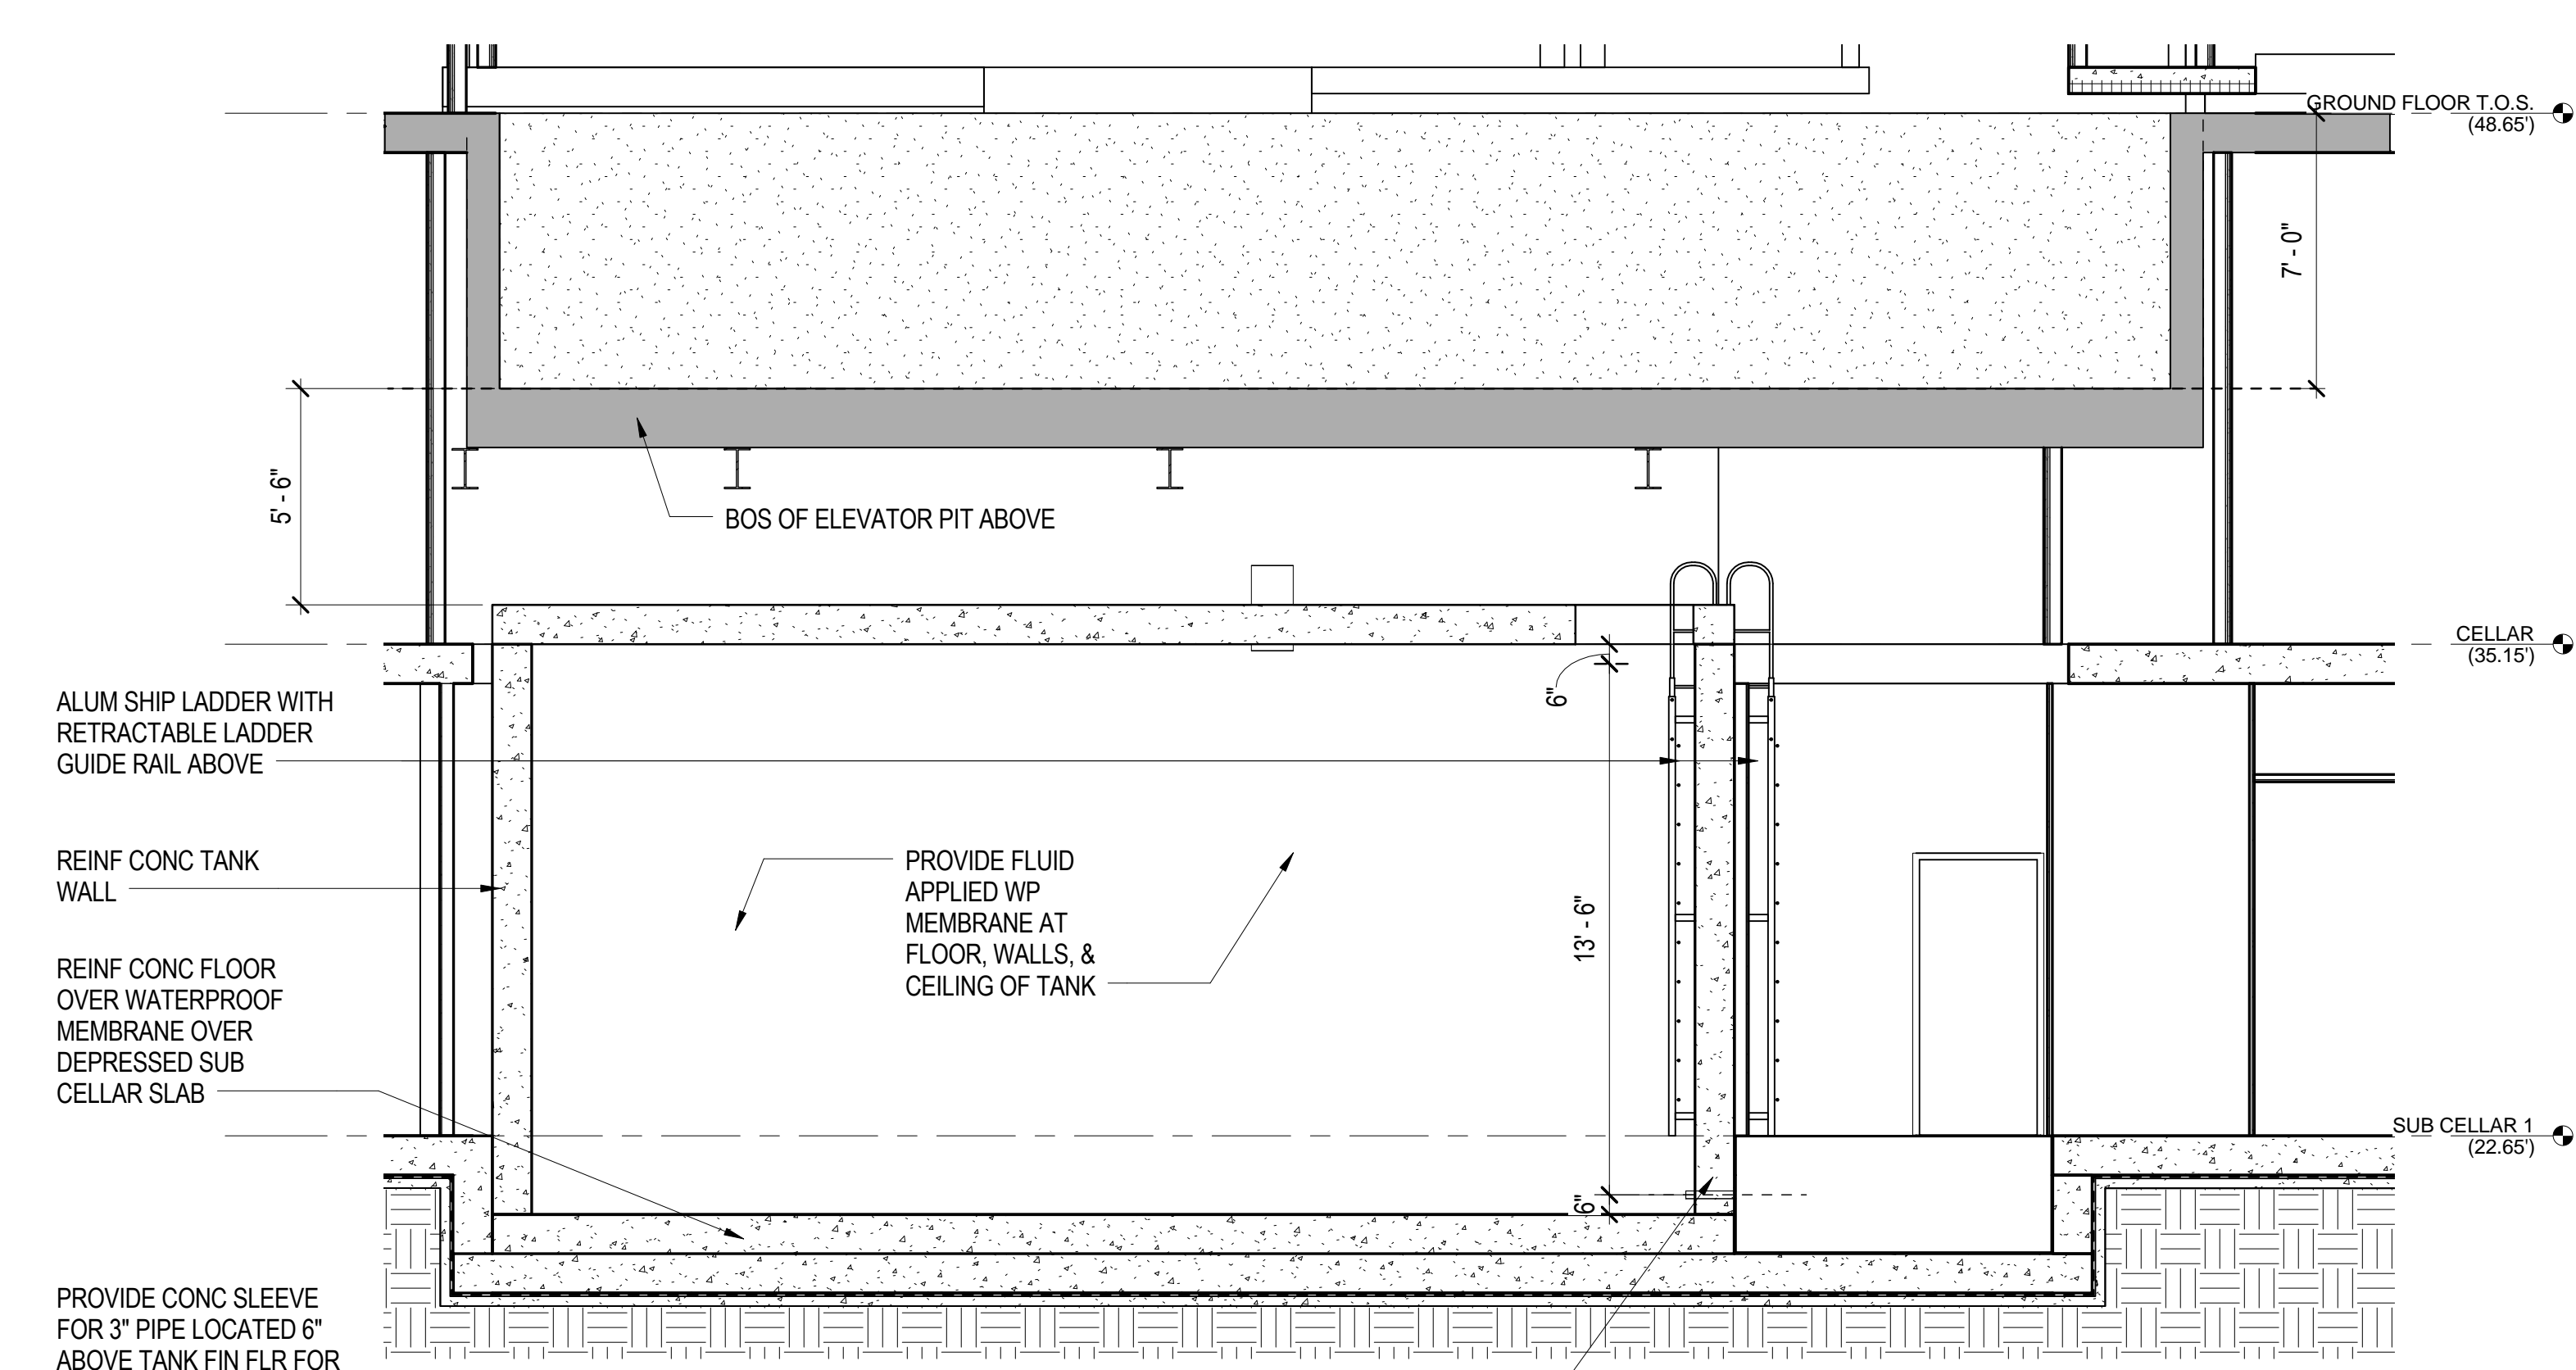 GROUND FLOOR T.O.S.
(48.65')
7' - 0"
5' - 6"
BOS OF ELEVATOR PIT ABOVE
CELLAR
(35.15')
6"
ALUM SHIP LADDER WITH
RETRACTABLE LADDER
GUIDE RAIL ABOVE
REINF CONC TANK
WALL
PROVIDE FLUID
APPLIED WP
MEMBRANE AT
FLOOR, WALLS, &
CEILING OF TANK
13' - 6"
REINF CONC FLOOR
OVER WATERPROOF
MEMBRANE OVER
DEPRESSED SUB
CELLAR SLAB
SUB CELLAR 1
(22.65')
6"
PROVIDE CONC SLEEVE
FOR 3" PIPE LOCATED 6"
ABOVE TANK FIN FLR FOR